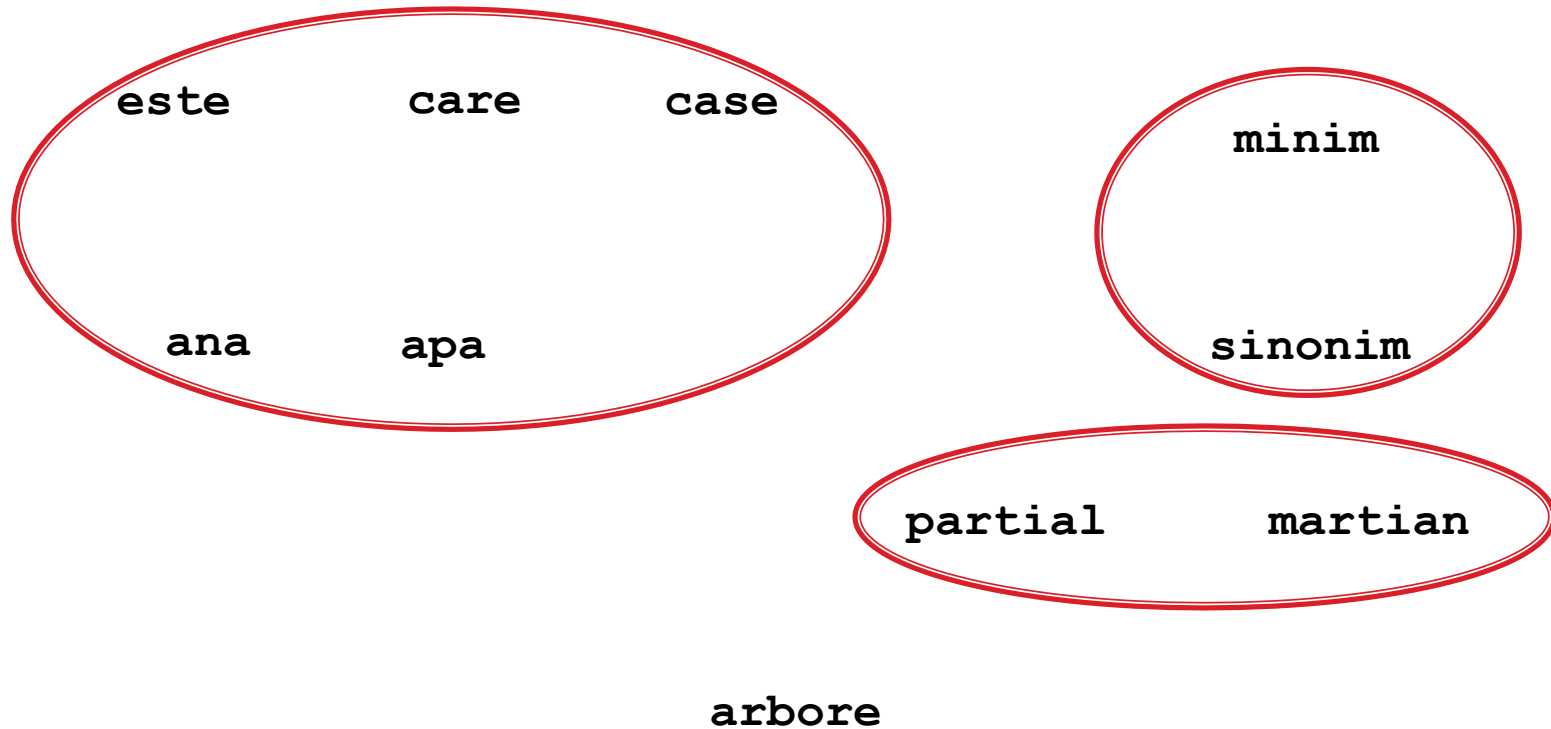 este care case
minim
ana apa
sinonim
partial martian
arbore